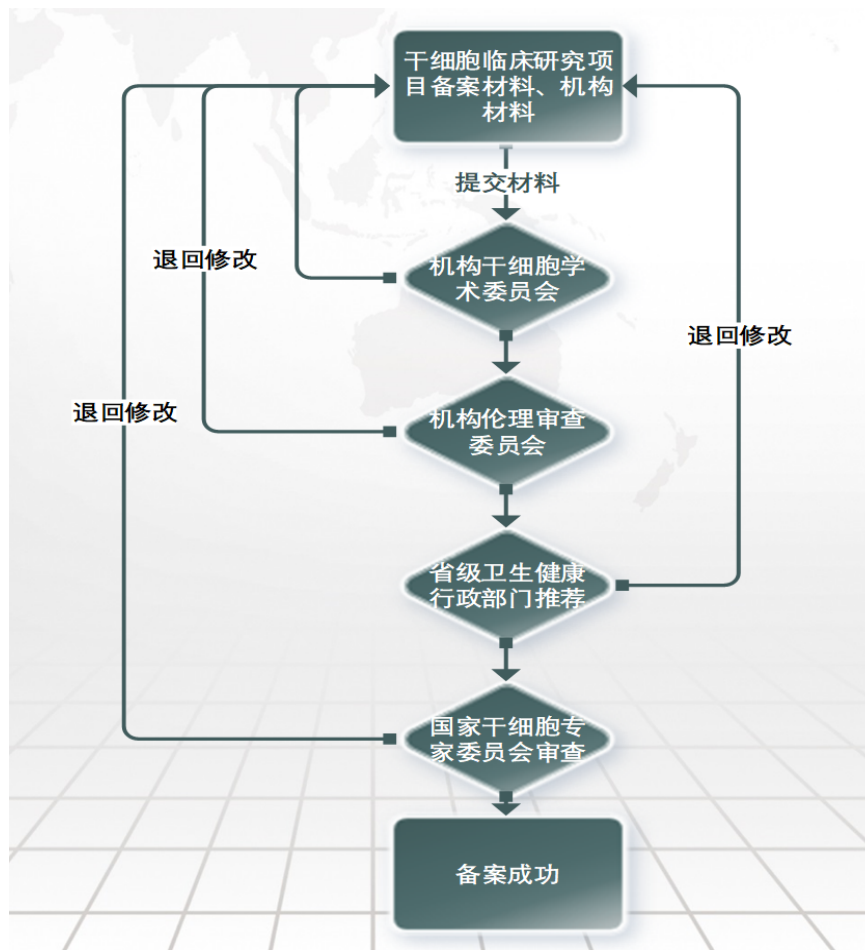 干细胞临床研究项
目备案材料、机构
材料
提交材料
机构干细胞学
术委员会
退回修改
退回修改
机构伦理审查
委员会
退回修改
省级卫生健康
行政部门推荐
国家干细胞专
家委员会审查
备案成功